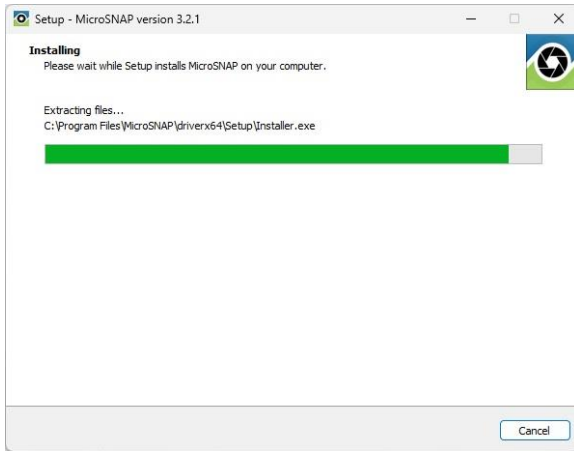 Setup - MicroSNAP version 3.2.1
Installing
Please wait while Setup installs MicroSNAP on your computer.
Extracting files...
C:\Program Files\MicroSNAP\driverx64\Setup\Installer.exe
Cancel